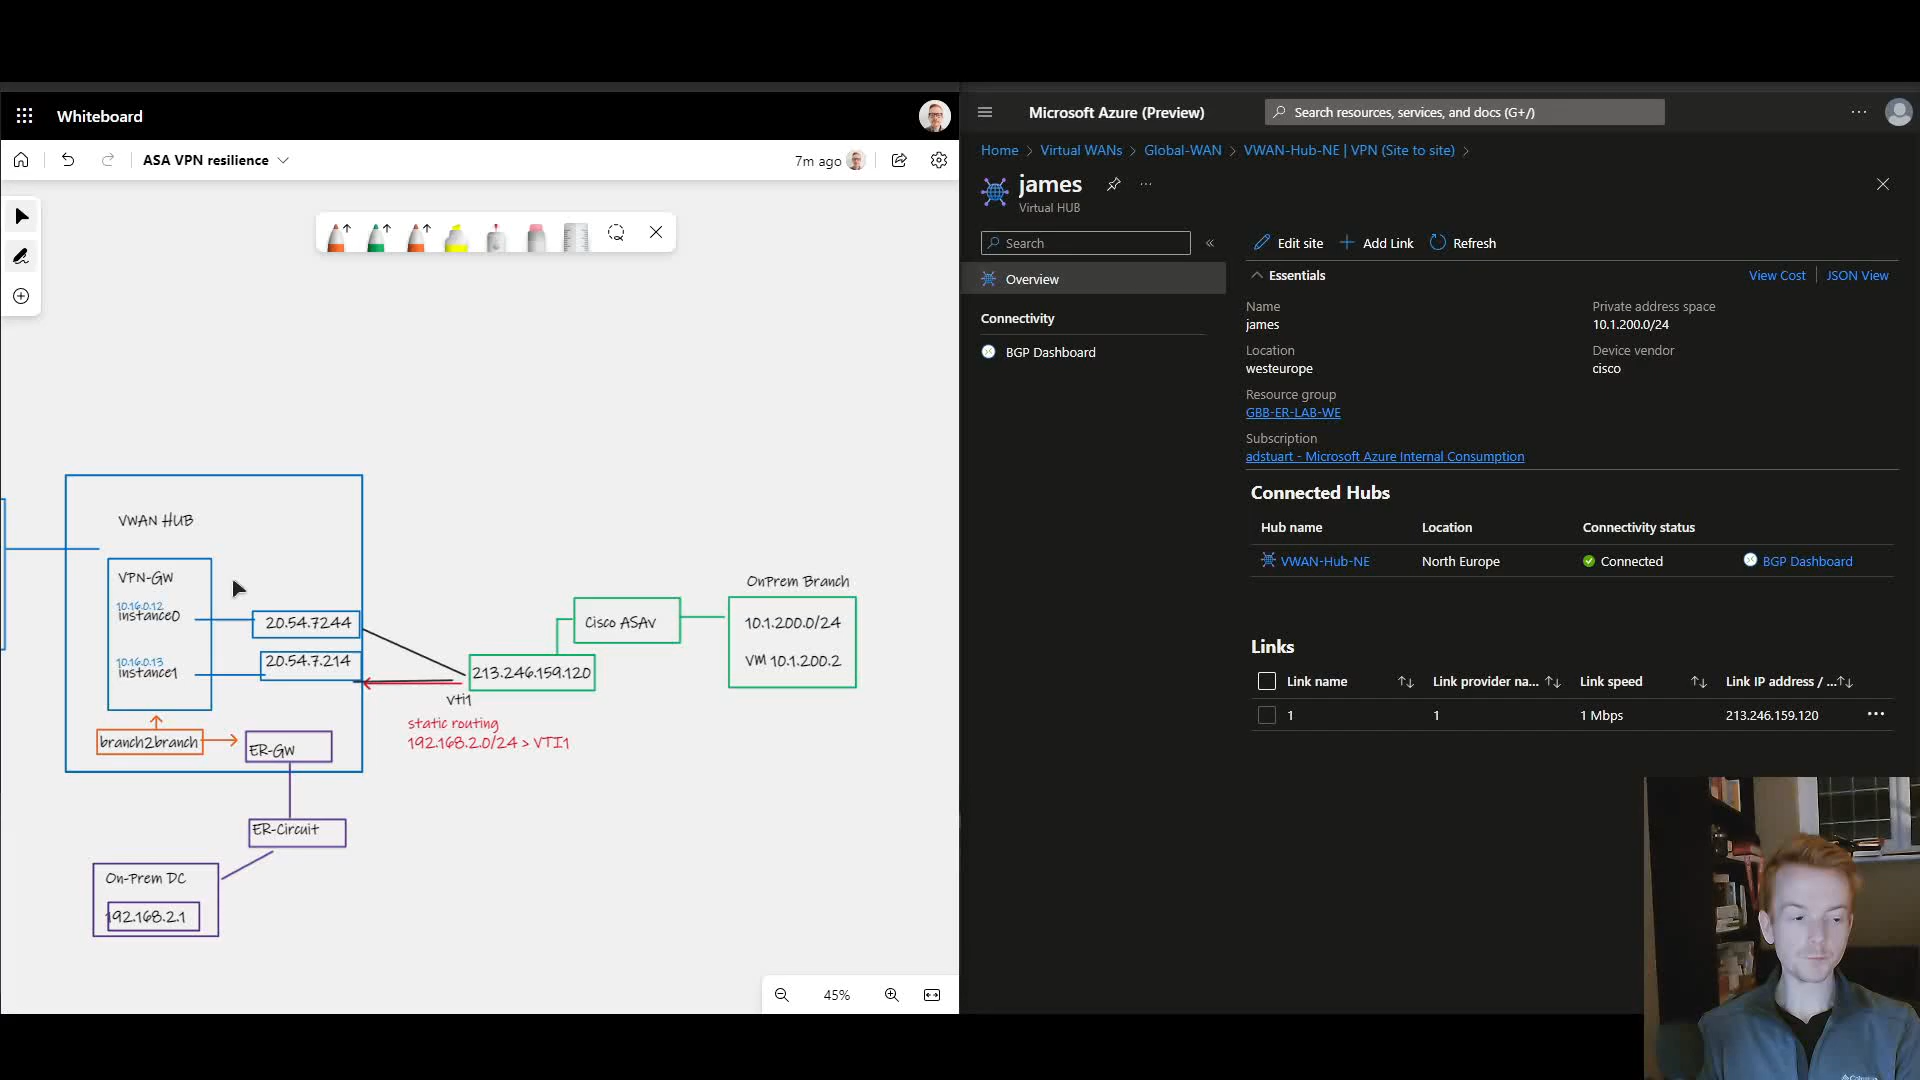 Whiteboard
ASA VPN resilience
7m ago
VWAN HUB
VPN-GW
10.16.0.12
instance0
20.54.7244
10.16.0.13
instance1
20.54.7.214
branch2branch
ER-GW
ER-Circuit
On-Prem DC
192.168.2.1
213.246.159.120
vti1
static routing
192.168.2.0/24 > VTI1
Cisco ASAv
OnPrem Branch
10.1.200.0/24
VM 10.1.200.2
45%
Microsoft Azure (Preview)
Search resources, services, and docs (G+/)
Home > Virtual WANs > Global-WAN > VWAN-Hub-NE | VPN (Site to site) >
james
Virtual HUB
Search
Overview
Connectivity
BGP Dashboard
Edit site
Add Link
Refresh
Essentials
View Cost
JSON View
Name
james
Private address space
10.1.200.0/24
Location
westeurope
Device vendor
cisco
Resource group
GBB-ER-LAB-WE
Subscription
adstuart - Microsoft Azure Internal Consumption
Connected Hubs
Hub name Location Connectivity status
VWAN-Hub-NE North Europe Connected BGP Dashboard
Links
Link name Link provider na... Link speed Link IP address / ...
1 1 1 Mbps 213.246.159.120